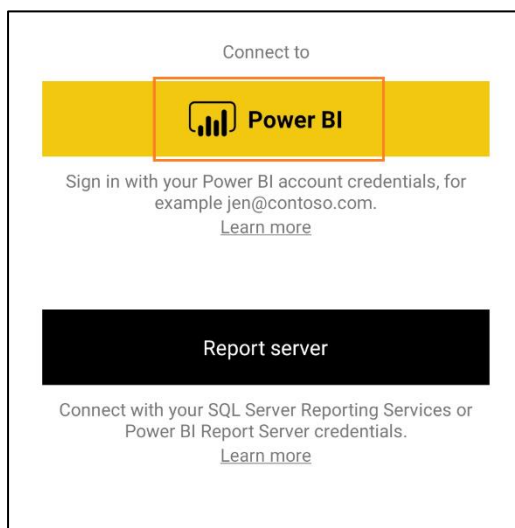 Connect to
Power BI
Sign in with your Power BI account credentials, for
example jen@contoso.com.
Learn more
Report server
Connect with your SQL Server Reporting Services or
Power BI Report Server credentials.
Learn more